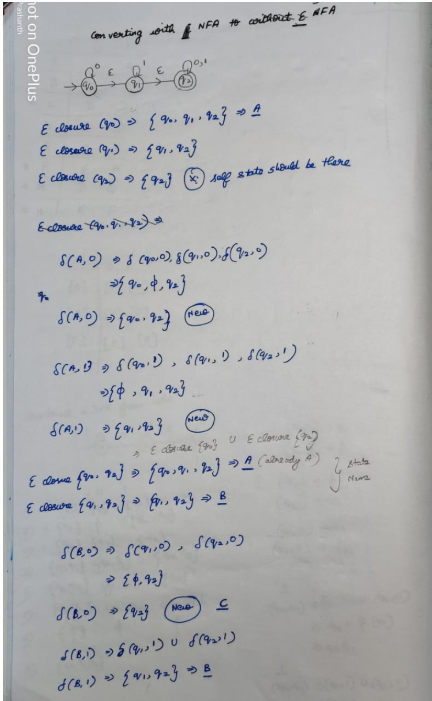 Converting with ε NFA to without ε NFA
0 1 0,1
→ q0 ε q1 ε q2
ε closure (q0) ⇒ {q0, q1, q2} ⇒ A
ε closure (q1) ⇒ {q1, q2}
ε closure (q2) ⇒ {q2} self state should be there
ε closure (q0, q1, q2) ⇒
δ(A,0) ⇒ δ(q0,0), δ(q1,0), δ(q2,0)
⇒ {q0, ϕ, q2}
q0
δ(A,0) ⇒ {q0, q2} New
δ(A,1) ⇒ δ(q0,1), δ(q1,1), δ(q2,1)
⇒ {ϕ, q1, q2}
δ(A,1) ⇒ {q1, q2} New
⇒ ε closure {q0} ∪ ε closure {q2}
ε closure {q0, q2} ⇒ {q0, q1, q2} ⇒ A (already A) } State
ε closure {q1, q2} ⇒ {q1, q2} ⇒ B Name
δ(B,0) ⇒ δ(q1,0), δ(q2,0)
⇒ {ϕ, q2}
δ(B,0) ⇒ {q2} New C
δ(B,1) ⇒ δ(q1,1) ∪ δ(q2,1)
δ(B,1) ⇒ {q1, q2} ⇒ B
not on OnePlus